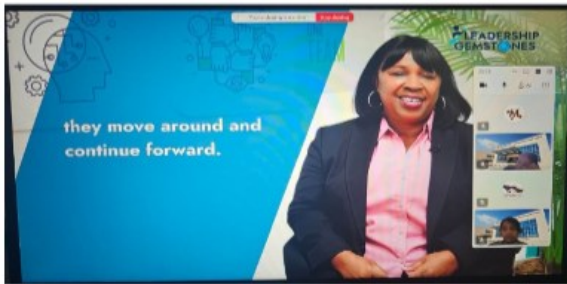 LEADERSHIP
GEMSTONES
they move around and
continue forward.